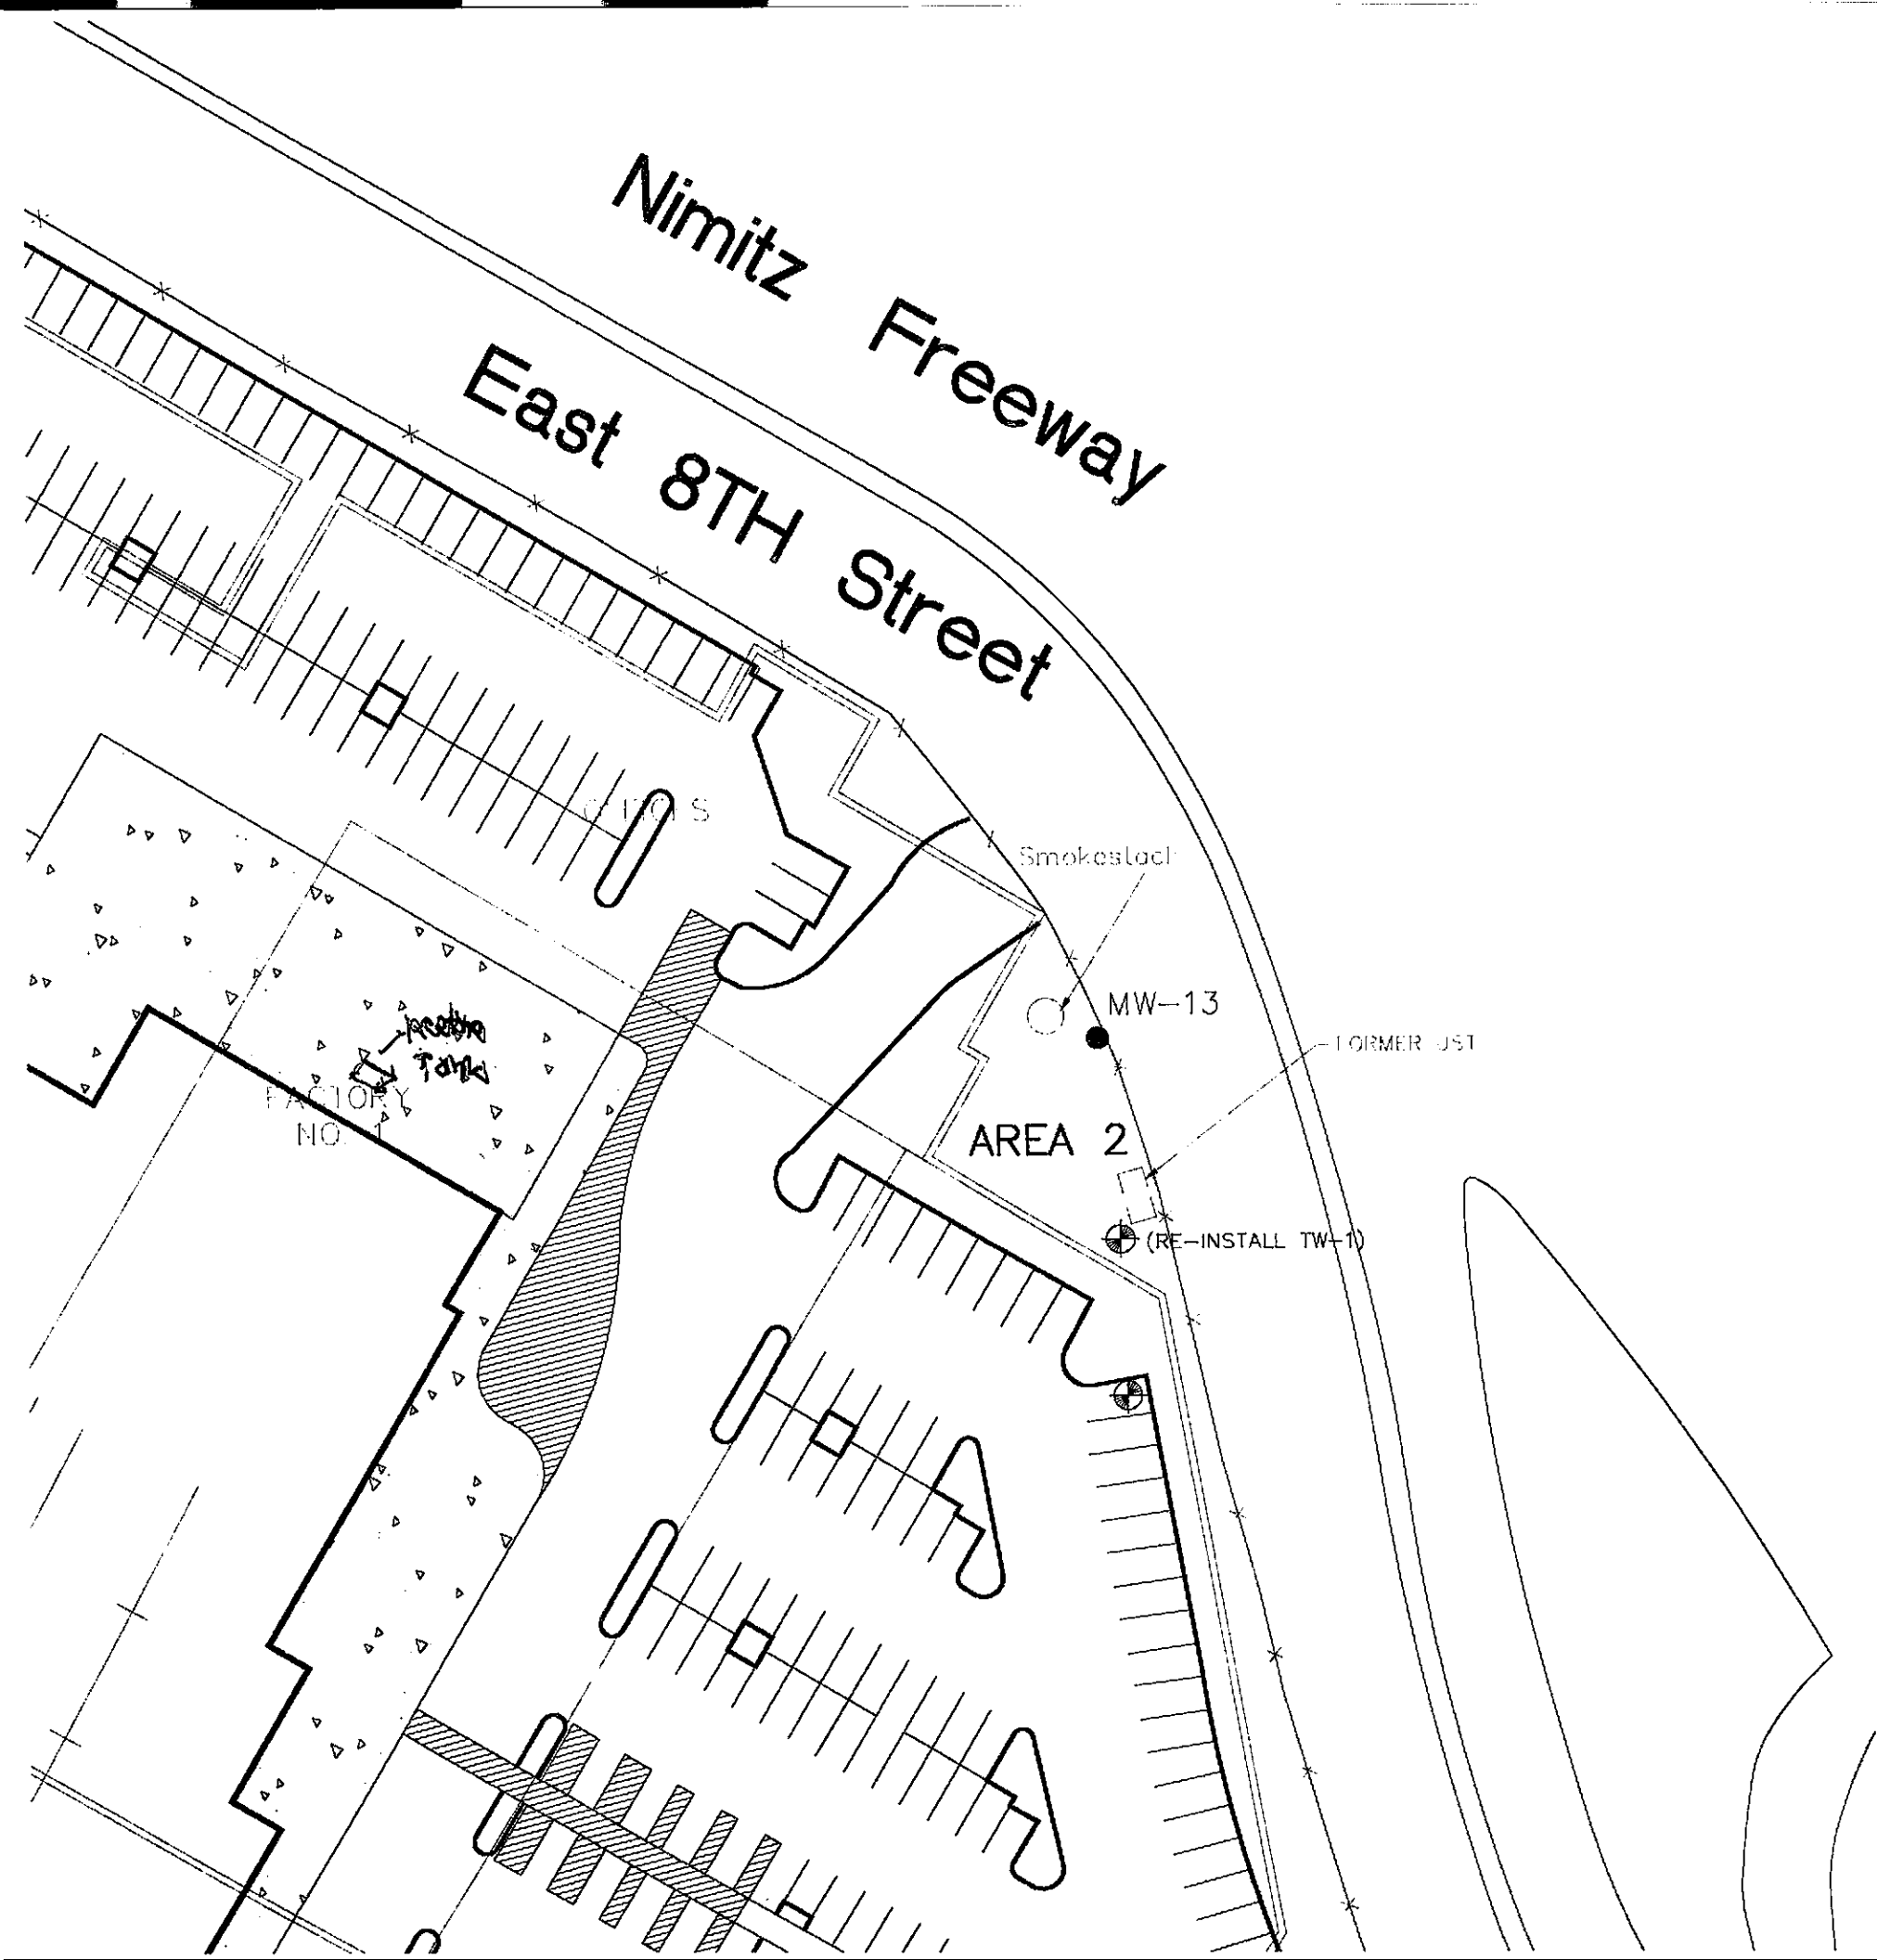 Nimitz Freeway
East 8TH Street
Smokestack
MW-13
FORMER UST
Tank
FACTORY
NO. 1
AREA 2
(RE-INSTALL TW-1)